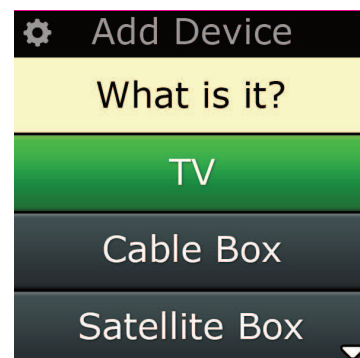 Add Device
What is it?
TV
Cable Box
Satellite Box